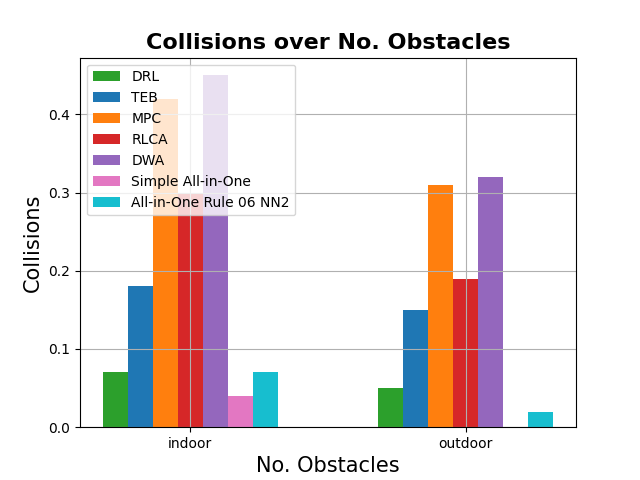 Collisions over No. Obstacles
DRL
TEB
MPC
RLCA
DWA
Simple All-in-One
All-in-One Rule 06 NN2
0.4
0.3
0.2
0.1
0.0
Collisions
indoor
outdoor
No. Obstacles